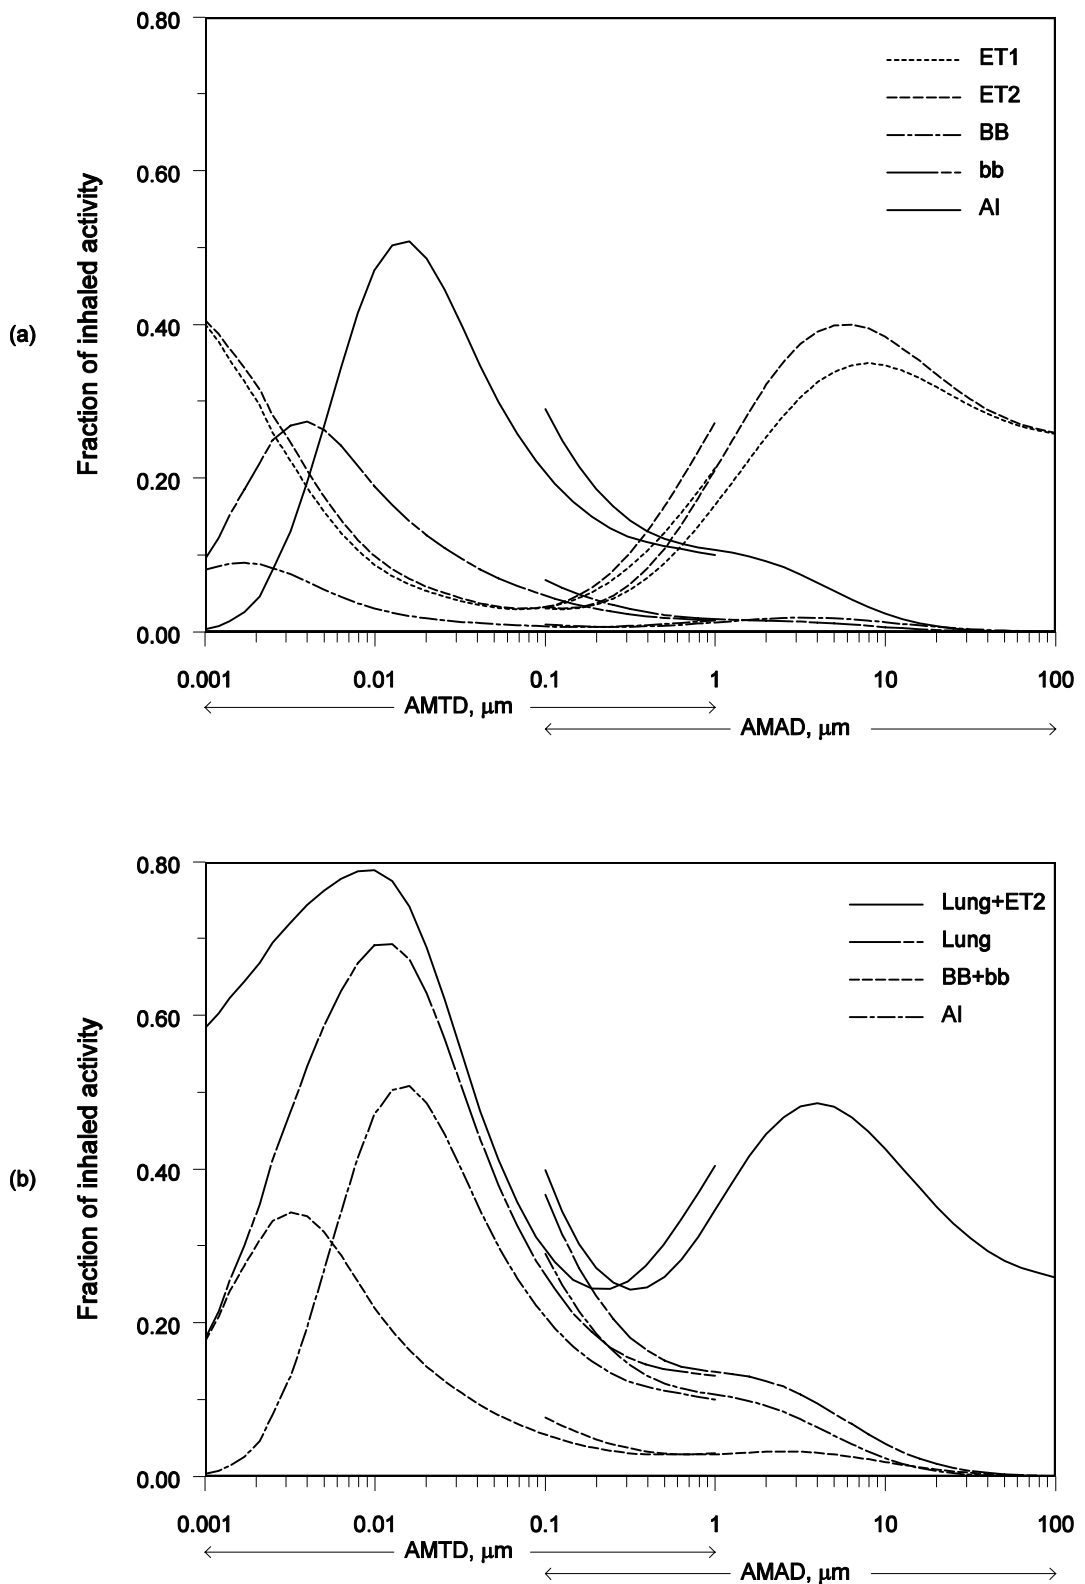 0.80
ET1
ET2
BB
bb
AI
0.60
0.40
0.20
0.00
Fraction of inhaled activity
(a)
0.001 0.01 0.1 1 10 100
AMTD, μm
AMAD, μm
0.80
Lung+ET2
Lung
BB+bb
AI
0.60
0.40
0.20
0.00
Fraction of inhaled activity
(b)
0.001 0.01 0.1 1 10 100
AMTD, μm
AMAD, μm